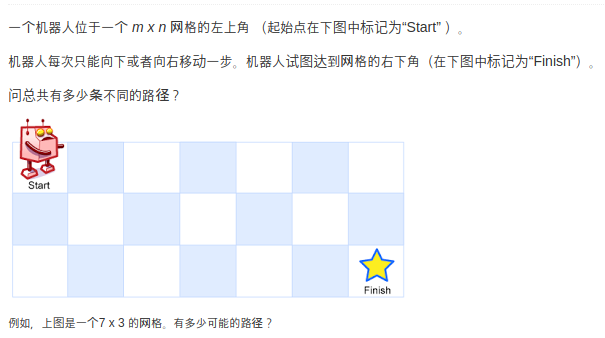 一个机器人位于一个 m x n 网格的左上角 （起始点在下图中标记为“Start” ）。
机器人每次只能向下或者向右移动一步。机器人试图达到网格的右下角（在下图中标记为“Finish”）。
问总共有多少条不同的路径？
Start
Finish
例如，上图是一个7 x 3 的网格。有多少可能的路径？